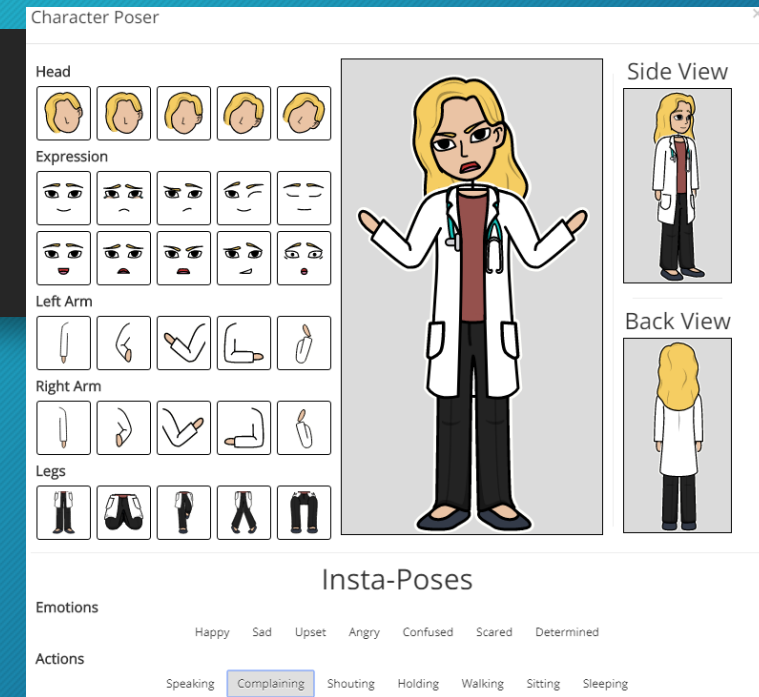 Character Poser
Head
Side View
Expression
Left Arm
Back View
Right Arm
Legs
Insta-Poses
Emotions
Happy Sad Upset Angry Confused Scared Determined
Actions
Speaking Complaining Shouting Holding Walking Sitting Sleeping